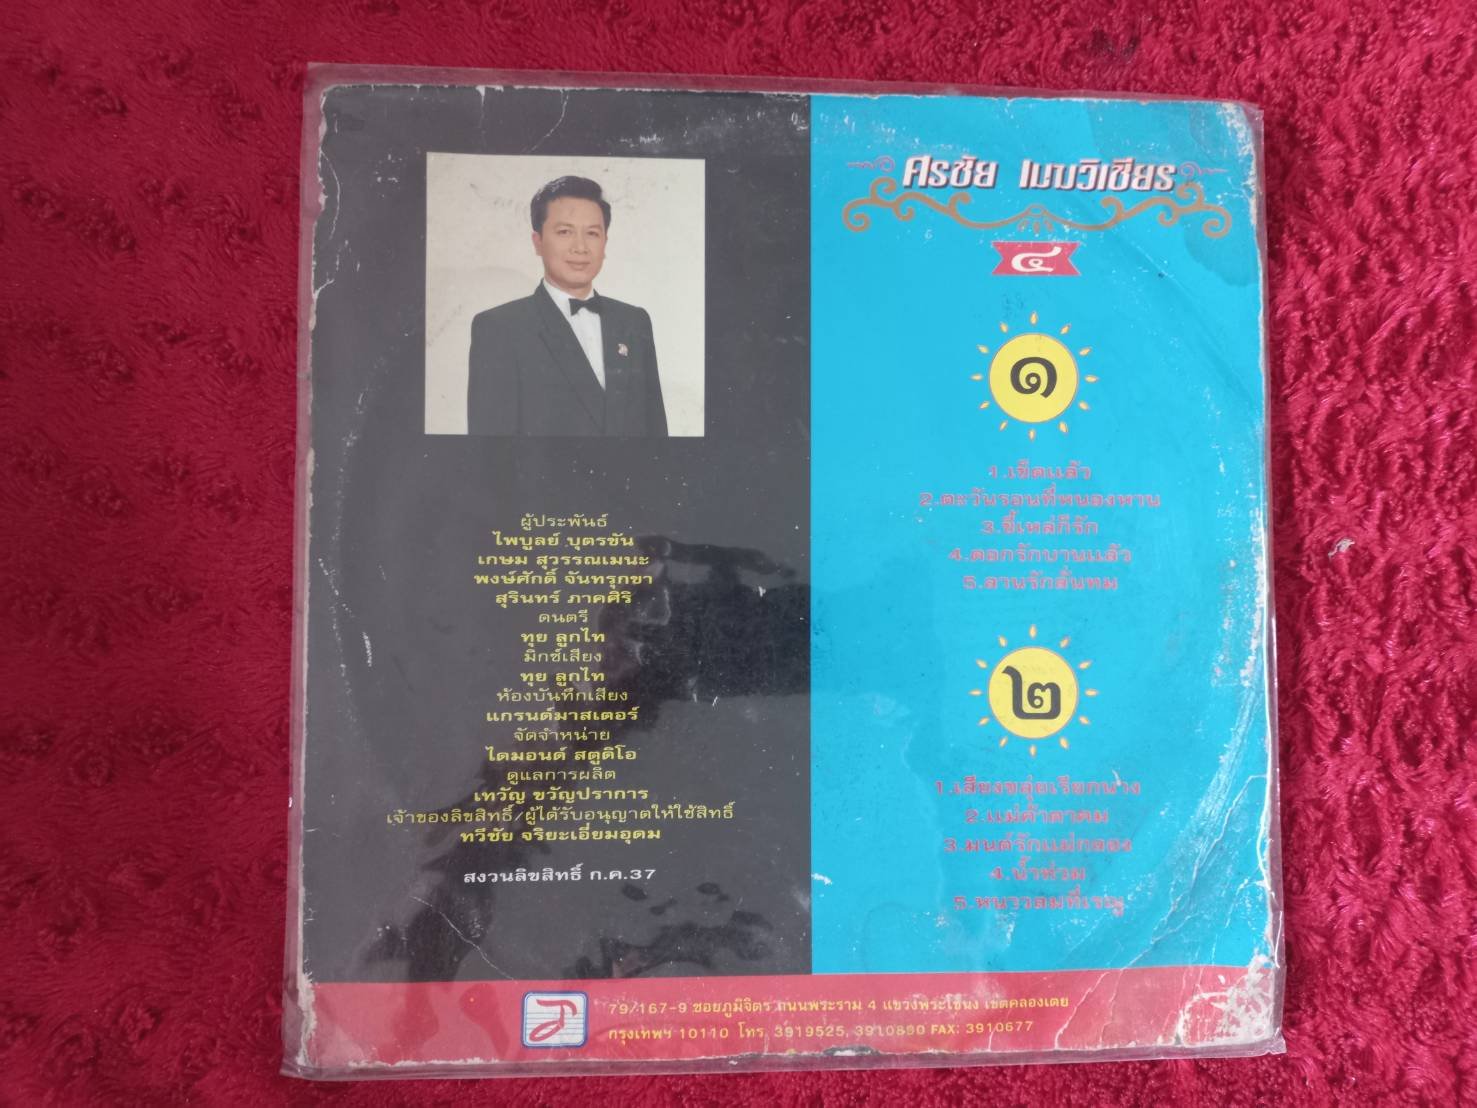 ผู้ประพันธ์
ไพบูลย์ บุตรขัน
เกษม สุวรรณเมนะ
พงษ์ศักดิ์ จันทรุกขา
สุรินทร์ ภาคศิริ
ดนตรี
ทุย ลูกไท
มิกซ์เสียง
ทุย ลูกไท
ห้องบันทึกเสียง
แกรนด์มาสเตอร์
จัดจำหน่าย
ไดมอนด์ สตูดิโอ
ดูแลการผลิต
เทวัญ ขวัญปราการ
เจ้าของลิขสิทธิ์/ผู้ได้รับอนุญาตให้ใช้สิทธิ์
ทวีชัย จริยะเอี่ยมอุดม
สงวนลิขสิทธิ์ ก.ค.37
ศรชัย เมฆวิเชียร
๔
๑
1.เข็ดแล้ว
2.ตะวันรอนที่หนองหาน
3.ขี้เหล่ก็รัก
4.ดอกรักบานแล้ว
5.ลานรักลั่นทม
๒
1.เสียงขลุ่ยเรียกนาง
2.แม่ค้าตาคม
3.มนต์รักแม่กลอง
4.น้ำท่วม
5.หนาวลมที่เรณู
79/167-9 ซอยภูมิจิตร ถนนพระราม 4 แขวงพระโขนง เขตคลองเตย
กรุงเทพฯ 10110 โทร. 3919525, 3910890 FAX: 3910677